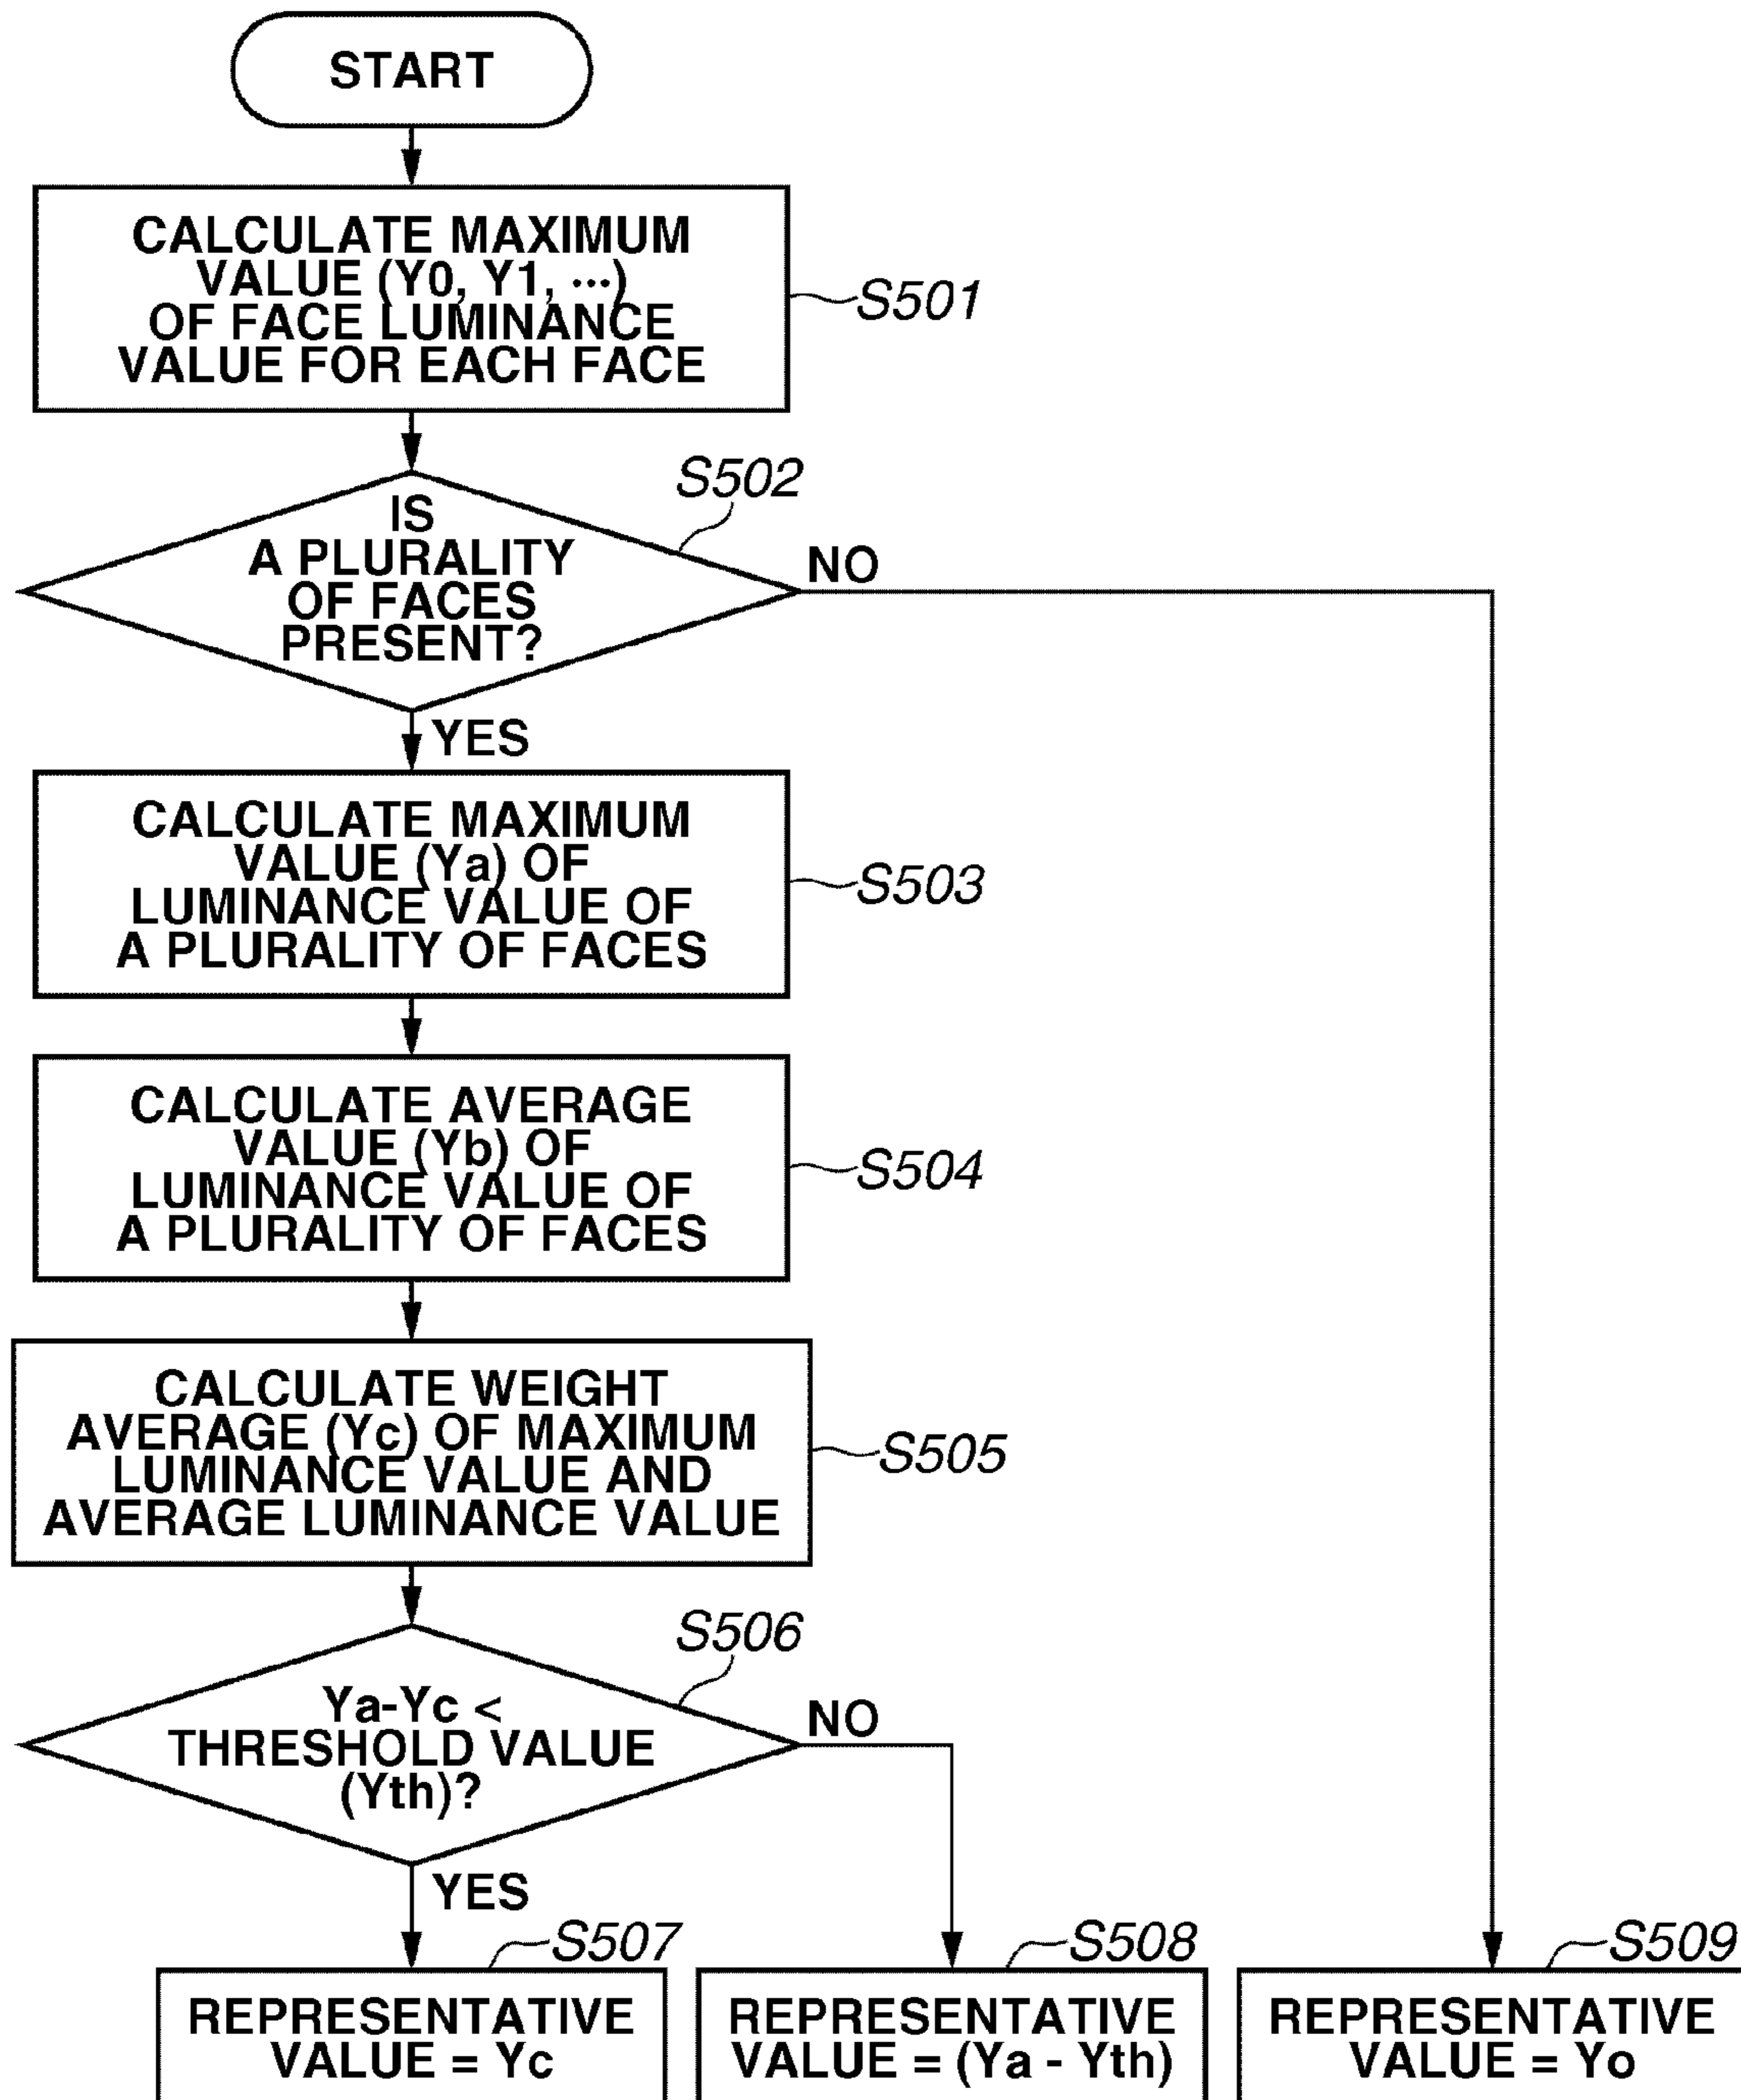 START
CALCULATE MAXIMUM
VALUE (Y0, Y1, ···)
OF FACE LUMINANCE
VALUE FOR EACH FACE
S501
S502
IS
A PLURALITY
OF FACES
PRESENT?
NO
YES
CALCULATE MAXIMUM
VALUE (Ya) OF
LUMINANCE VALUE OF
A PLURALITY OF FACES
S503
CALCULATE AVERAGE
VALUE (Yb) OF
LUMINANCE VALUE OF
A PLURALITY OF FACES
S504
CALCULATE WEIGHT
AVERAGE (Yc) OF MAXIMUM
LUMINANCE VALUE AND
AVERAGE LUMINANCE VALUE
S505
S506
Ya-Yc <
THRESHOLD VALUE
(Yth)?
NO
YES
S507
REPRESENTATIVE
VALUE = Yc
S508
REPRESENTATIVE
VALUE = (Ya - Yth)
S509
REPRESENTATIVE
VALUE = Yo